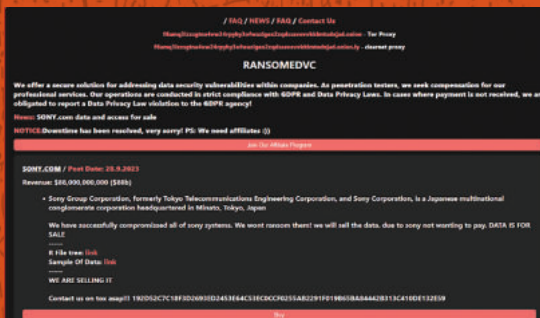 / FAQ / NEWS / FAQ / Contact Us
- Tor Proxy
- clearnet proxy
RANSOMEDVC
We offer a secure solution for addressing data security vulnerabilities within companies. As penetration testers, we seek compensation for our
professional services. Our operations are conducted in strict compliance with GDPR and Data Privacy Laws. In cases where payment is not received, we are
obligated to report a Data Privacy Law violation to the GDPR agency!
News: SONY.com data and access for sale
NOTICE:Downtime has been resolved, very sorry! PS: We need affiliates :))
Join Our Affiliate Program
SONY.COM / Post Date: 25.9.2023
Revenue: $88,000,000,000 ($88b)
• Sony Group Corporation, formerly Tokyo Telecommunications Engineering Corporation, and Sony Corporation, is a Japanese multinational
conglomerate corporation headquartered in Minato, Tokyo, Japan
We have successfully compromised all of sony systems. We wont ransom them! we will sell the data. due to sony not wanting to pay. DATA IS FOR
SALE
------
File tree: link
Sample Of Data: link
------
WE ARE SELLING IT
Contact us on tox asap!!!
Buy